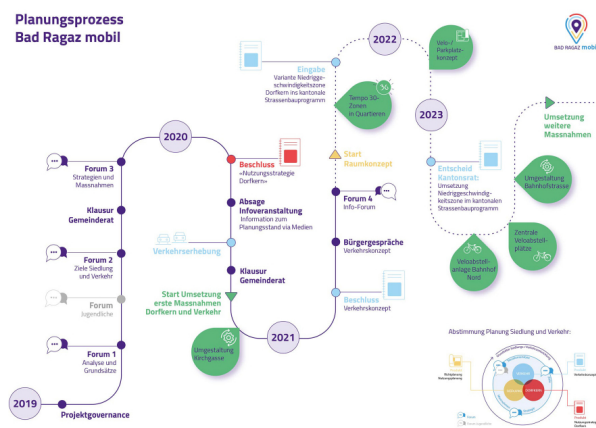 Planungsprozess
Bad Ragaz mobil
BAD RAGAZ mobil
2019
Projektgovernance
Forum 1
Analyse und
Grundsätze
Forum
Jugendliche
Forum 2
Ziele Siedlung
und Verkehr
Klausur
Gemeinderat
Forum 3
Strategien und
Massnahmen
2020
Beschluss
«Nutzungsstrategie
Dorfkern»
Absage
Infoveranstaltung
Information zum
Planungsstand via Medien
Verkehrserhebung
Klausur
Gemeinderat
Start Umsetzung
erste Massnahmen
Dorfkern und Verkehr
Umgestaltung
Kirchgasse
2021
Beschluss
Verkehrskonzept
Bürgergespräche
Verkehrskonzept
Forum 4
Info-Forum
Start
Raumkonzept
Tempo 30-
Zonen
in Quartieren
Eingabe
Variante Niedrigge-
schwindigkeitszone
Dorfkern ins kantonale
Strassenbauprogramm
2022
Velo-/
Parkplatz-
konzept
2023
Entscheid
Kantonsrat:
Umsetzung
Niedriggeschwindig-
keitszone im kantonalen
Strassenbauprogramm
Veloabstell-
anlage Bahnhof
Nord
Zentrale
Veloabstell-
plätze
Umgestaltung
Bahnhofstrasse
Umsetzung
weitere
Massnahmen
Abstimmung Planung Siedlung und Verkehr: